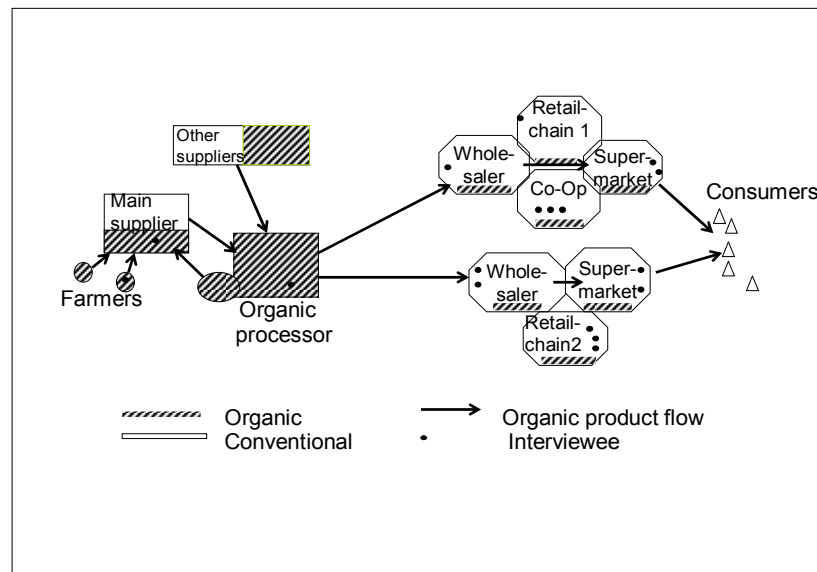 Other
suppliers
Main
supplier
Farmers
Organic
processor
Whole-
saler
Retail-
chain 1
Co-Op
Super-
market
Whole-
saler
Super-
market
Retail-
chain2
Consumers
Organic
Conventional
Organic product flow
Interviewee